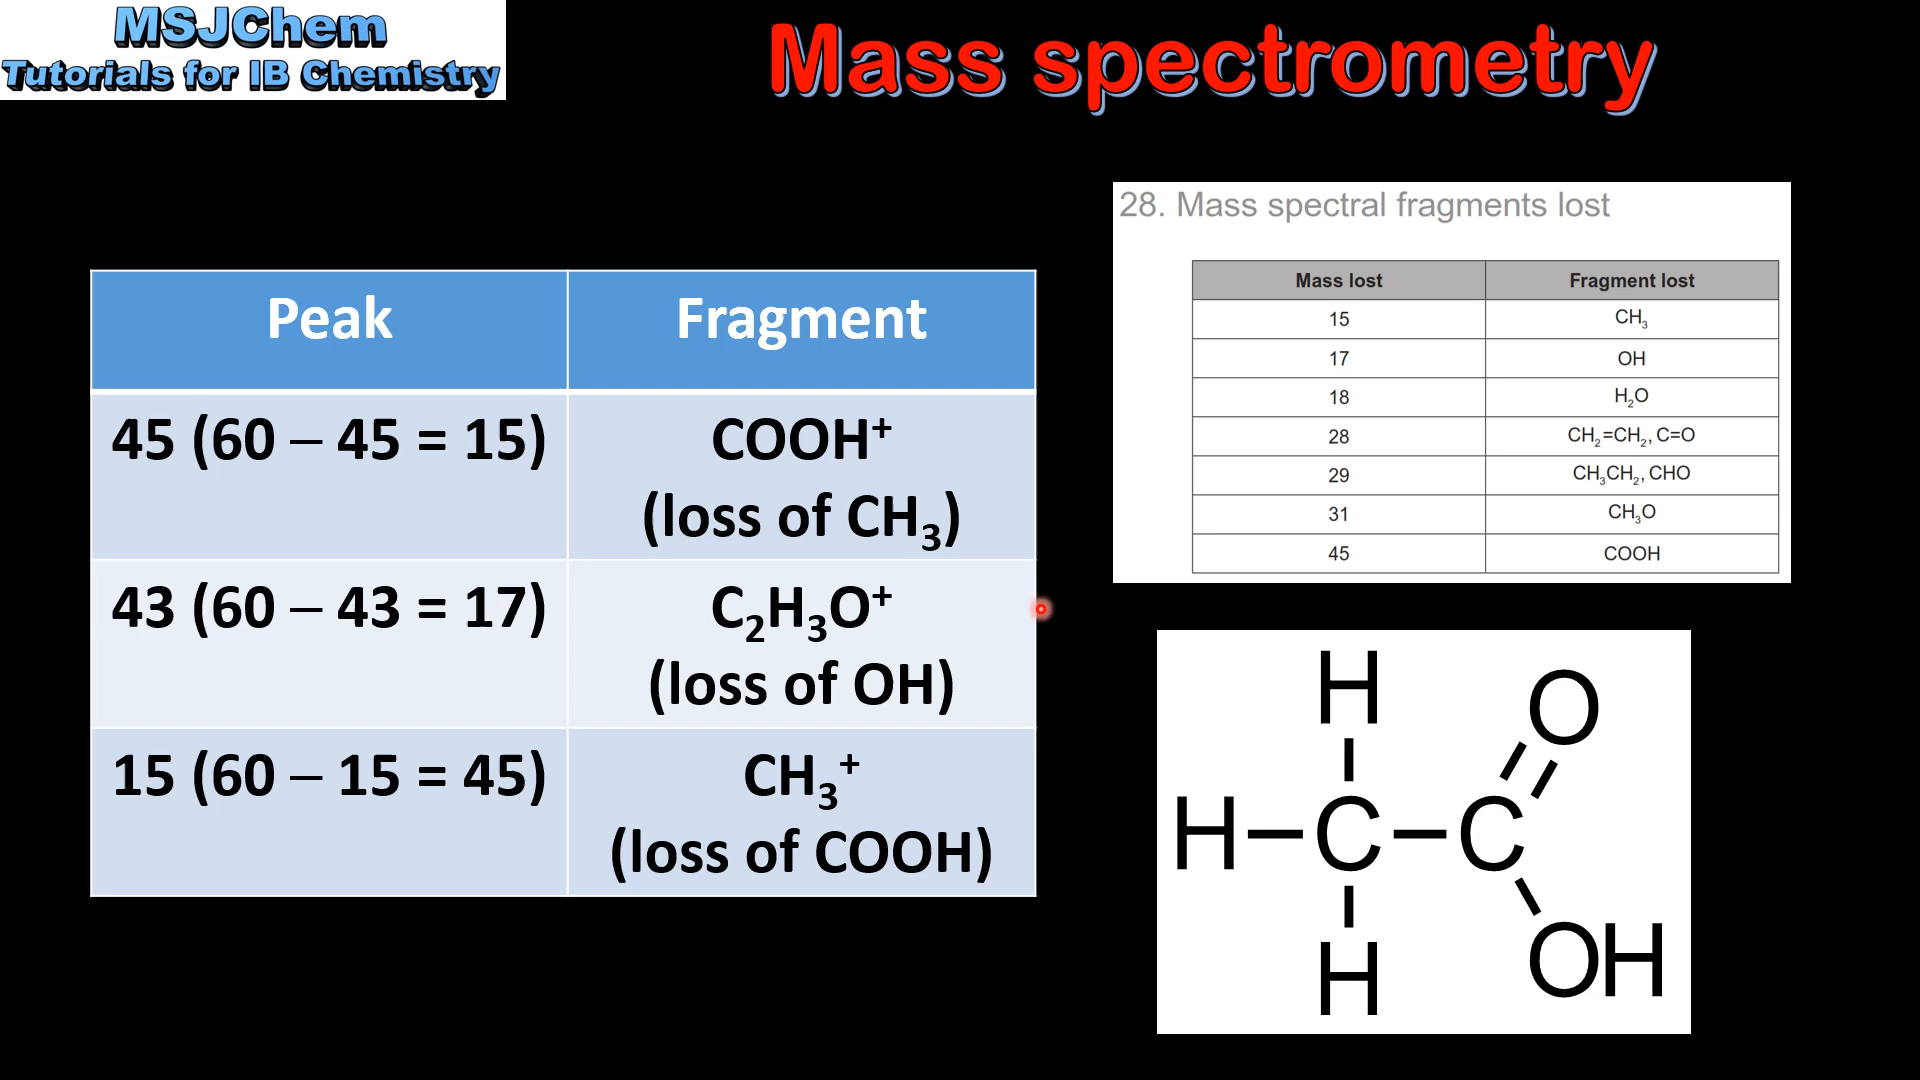 MSJChem
Tutorials for IB Chemistry
Mass spectrometry
Peak Fragment
45 (60 – 45 = 15) COOH⁺
(loss of CH₃)
43 (60 – 43 = 17) C₂H₃O⁺
(loss of OH)
15 (60 – 15 = 45) CH₃⁺
(loss of COOH)
28. Mass spectral fragments lost
Mass lost Fragment lost
15 CH₃
17 OH
18 H₂O
28 CH₂=CH₂, C=O
29 CH₃CH₂, CHO
31 CH₃O
45 COOH
H O
H C C
H OH